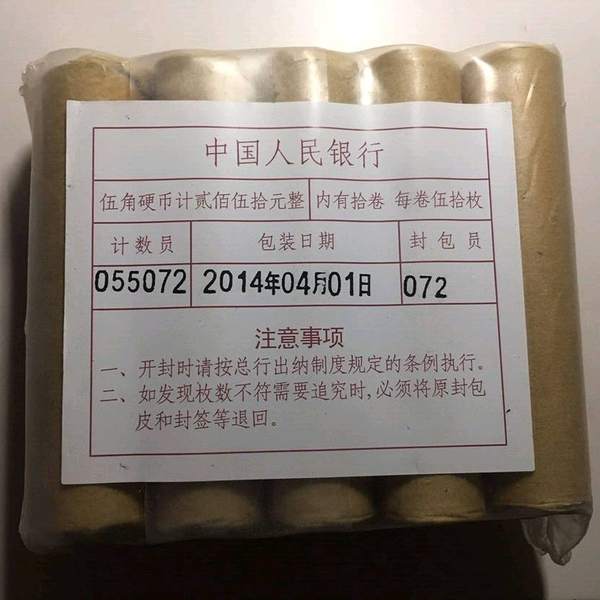 中国人民银行
伍角硬币计贰佰伍拾元整 内有拾卷 每卷伍拾枚
计数员 包装日期 封包员
055072 2014年04月01日 072
注意事项
一、开封时请按总行出纳制度规定的条例执行。
二、如发现枚数不符需要追究时,必须将原封包
皮和封签等退回。